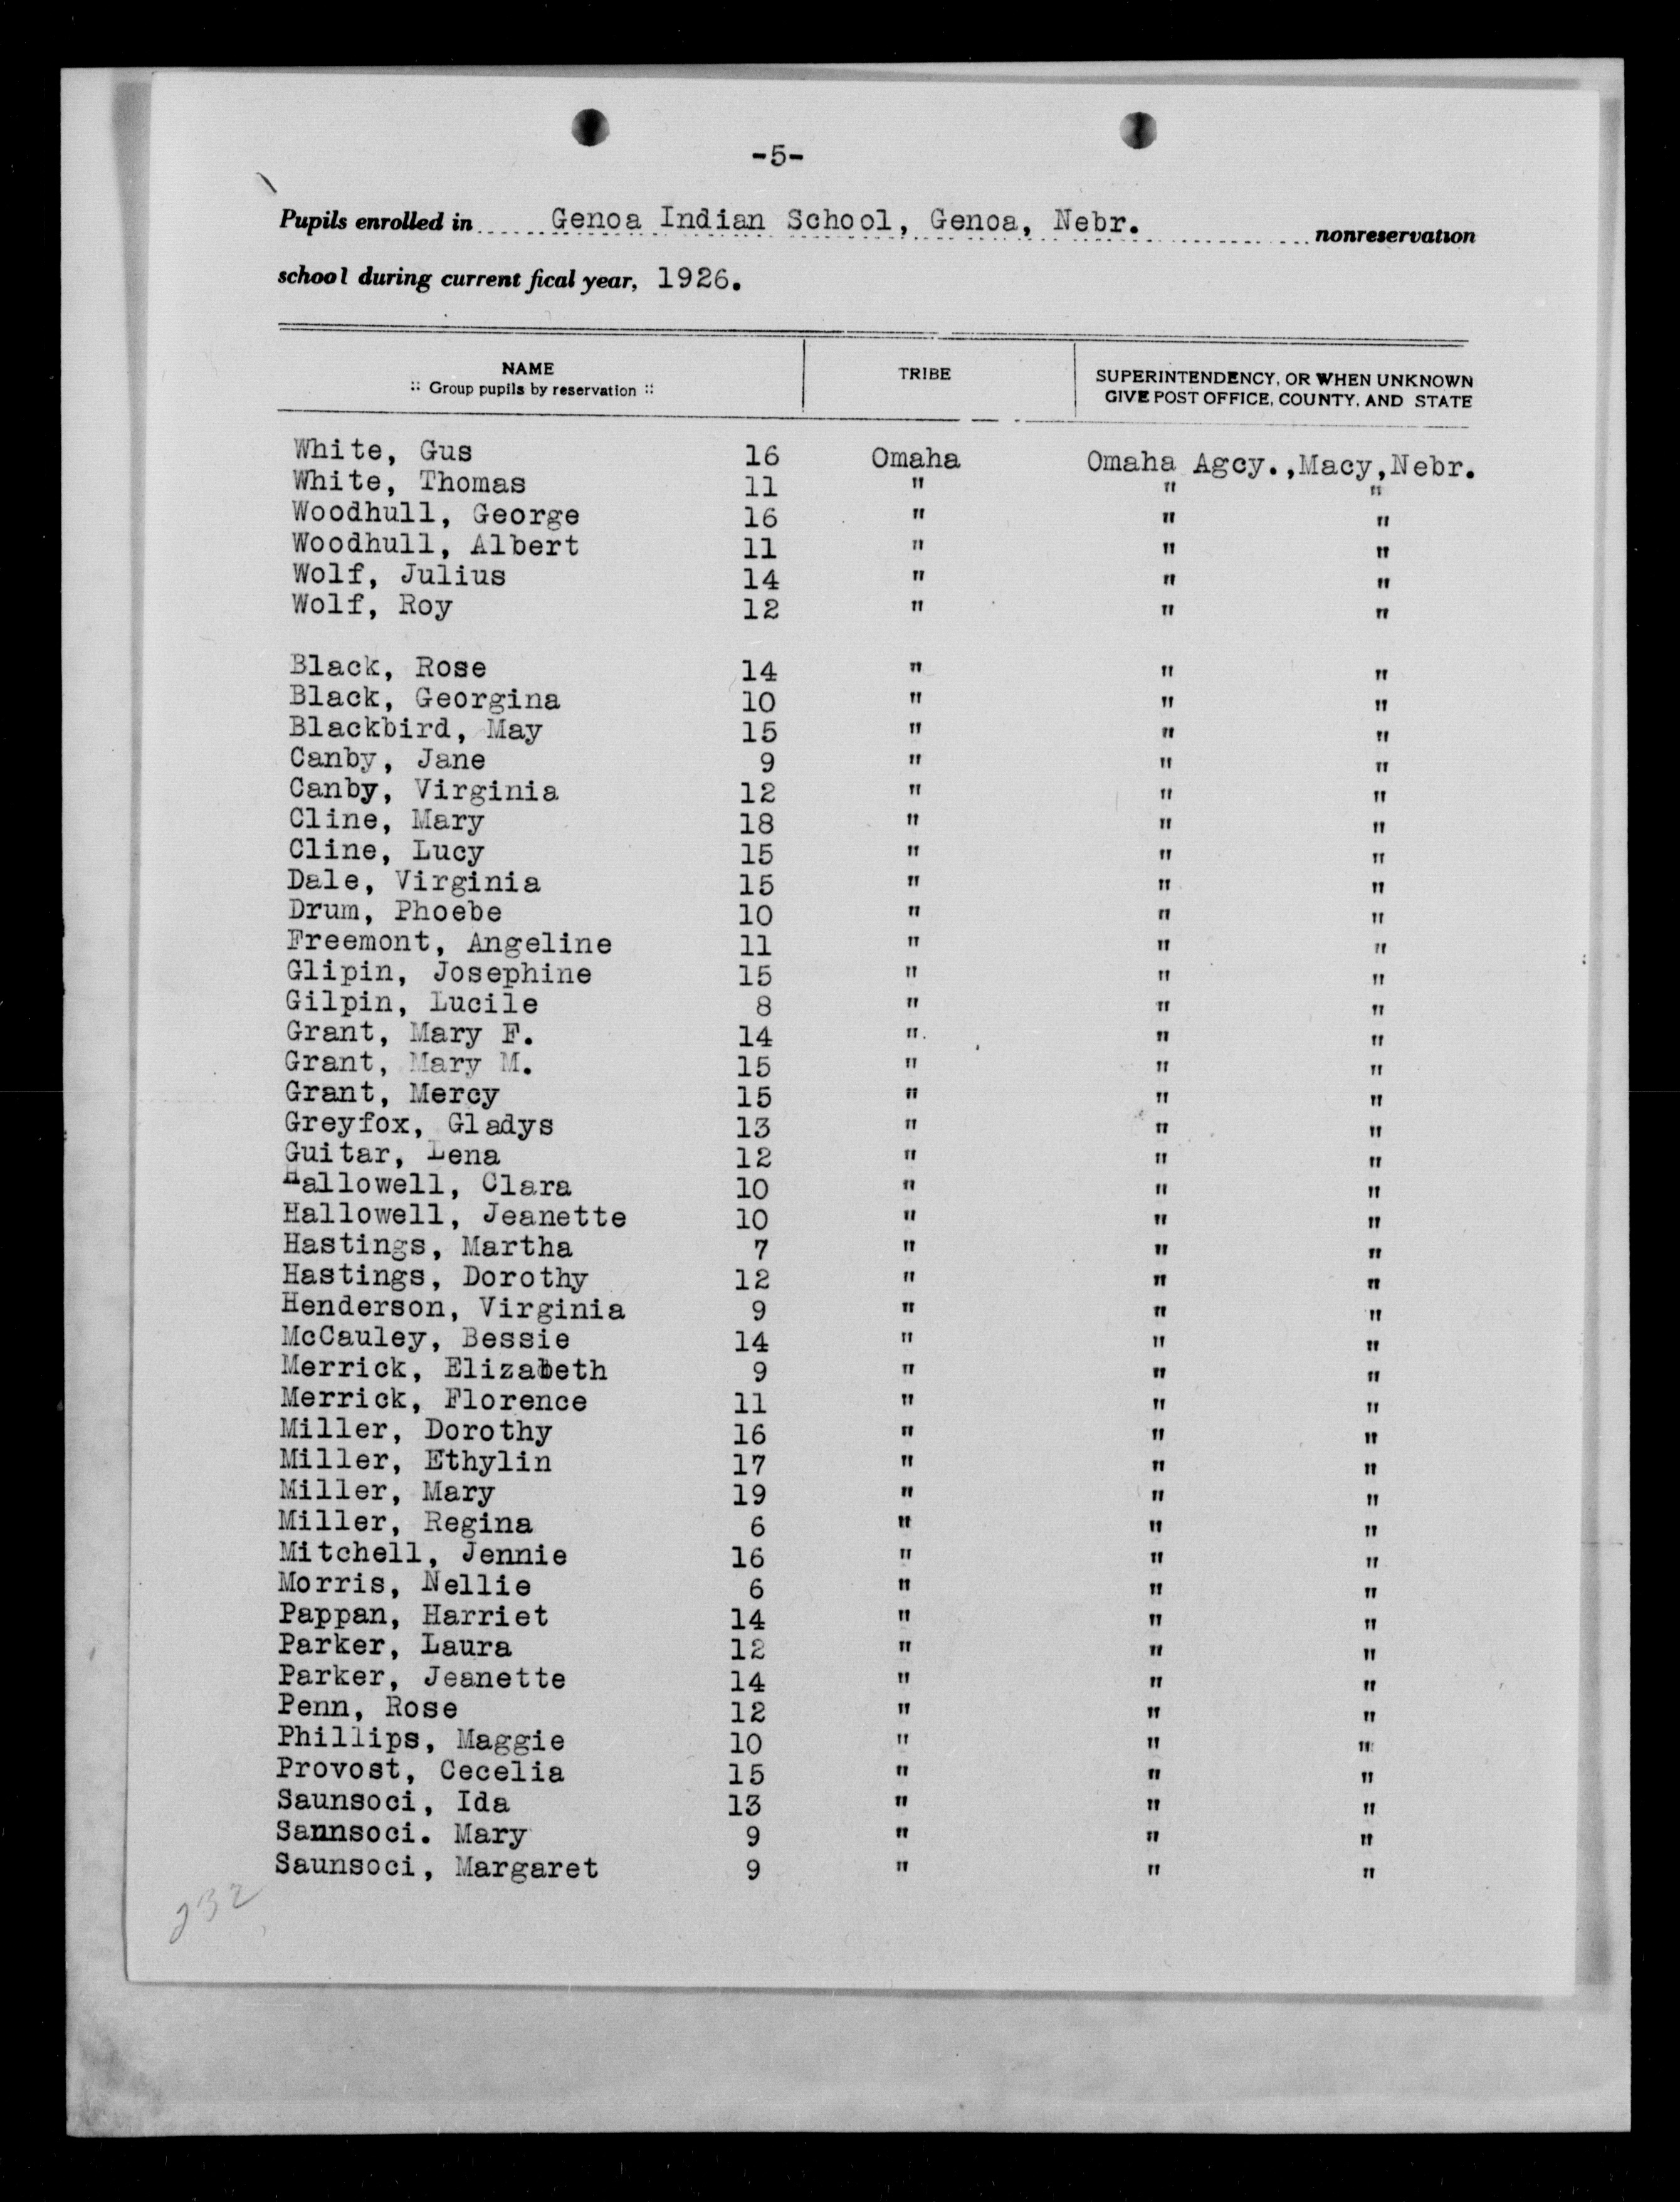 -5-
Pupils enrolled in Genoa Indian School, Genoa, Nebr. nonreservation
school during current fical year, 1926.
NAME TRIBE SUPERINTENDENCY, OR WHEN UNKNOWN
:: Group pupils by reservation :: GIVE POST OFFICE, COUNTY, AND STATE
White, Gus 16 Omaha Omaha Agcy.,Macy,Nebr.
White, Thomas 11 " " "
Woodhull, George 16 " " "
Woodhull, Albert 11 " " "
Wolf, Julius 14 " " "
Wolf, Roy 12 " " "
Black, Rose 14 " " "
Black, Georgina 10 " " "
Blackbird, May 15 " " "
Canby, Jane 9 " " "
Canby, Virginia 12 " " "
Cline, Mary 18 " " "
Cline, Lucy 15 " " "
Dale, Virginia 15 " " "
Drum, Phoebe 10 " " "
Freemont, Angeline 11 " " "
Glipin, Josephine 15 " " "
Gilpin, Lucile 8 " " "
Grant, Mary F. 14 " " "
Grant, Mary M. 15 " " "
Grant, Mercy 15 " " "
Greyfox, Gladys 13 " " "
Guitar, Lena 12 " " "
Hallowell, Clara 10 " " "
Hallowell, Jeanette 10 " " "
Hastings, Martha 7 " " "
Hastings, Dorothy 12 " " "
Henderson, Virginia 9 " " "
McCauley, Bessie 14 " " "
Merrick, Elizabeth 9 " " "
Merrick, Florence 11 " " "
Miller, Dorothy 16 " " "
Miller, Ethylin 17 " " "
Miller, Mary 19 " " "
Miller, Regina 6 " " "
Mitchell, Jennie 16 " " "
Morris, Nellie 6 " " "
Pappan, Harriet 14 " " "
Parker, Laura 12 " " "
Parker, Jeanette 14 " " "
Penn, Rose 12 " " "
Phillips, Maggie 10 " " "
Provost, Cecelia 15 " " "
Saunsoci, Ida 13 " " "
Sannsoci. Mary 9 " " "
Saunsoci, Margaret 9 " " "
232